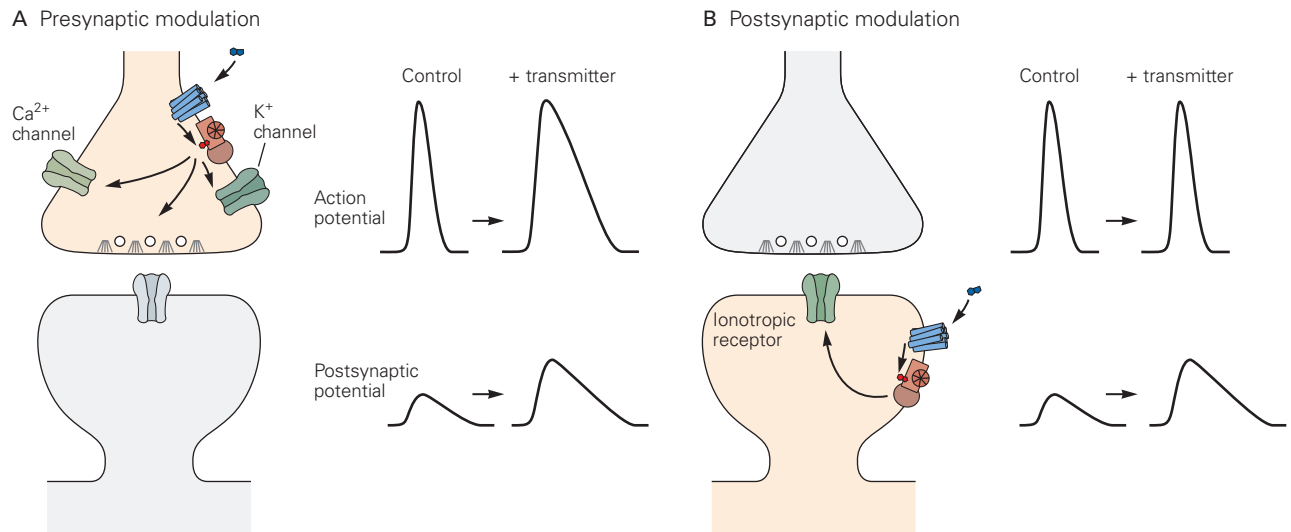 A Presynaptic modulation
Control
+ transmitter
Ca²⁺
channel
K⁺
channel
Action
potential
Postsynaptic
potential
B Postsynaptic modulation
Control
+ transmitter
Ionotropic
receptor